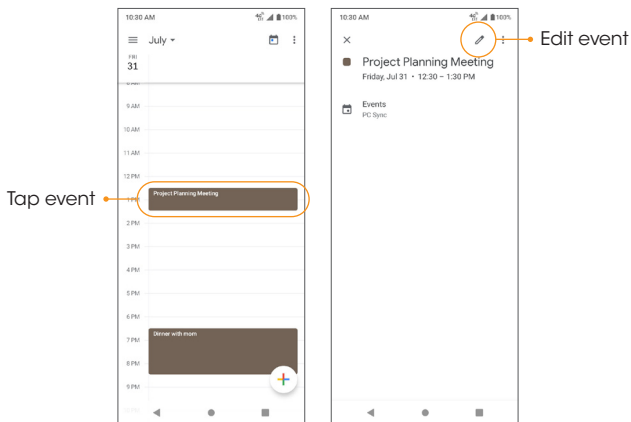 10:30 AM
100%
July
FRI
31
8 AM
9 AM
10 AM
11 AM
12 PM
Project Planning Meeting
1 PM
2 PM
3 PM
4 PM
5 PM
6 PM
Dinner with mom
7 PM
8 PM
9 PM
Tap event
10:30 AM
100%
Project Planning Meeting
Friday, Jul 31 • 12:30 – 1:30 PM
Events
PC Sync
Edit event